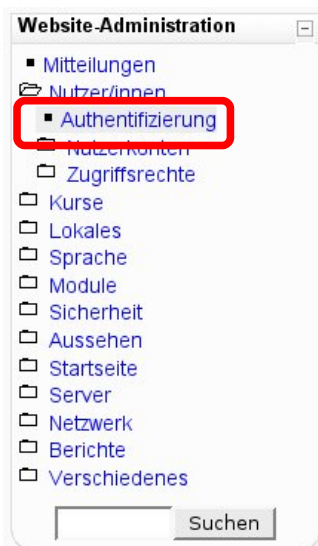 Website-Administration
Mitteilungen
Nutzer/innen
Authentifizierung
Nutzerkonten
Zugriffsrechte
Kurse
Lokales
Sprache
Module
Sicherheit
Aussehen
Startseite
Server
Netzwerk
Berichte
Verschiedenes
Suchen